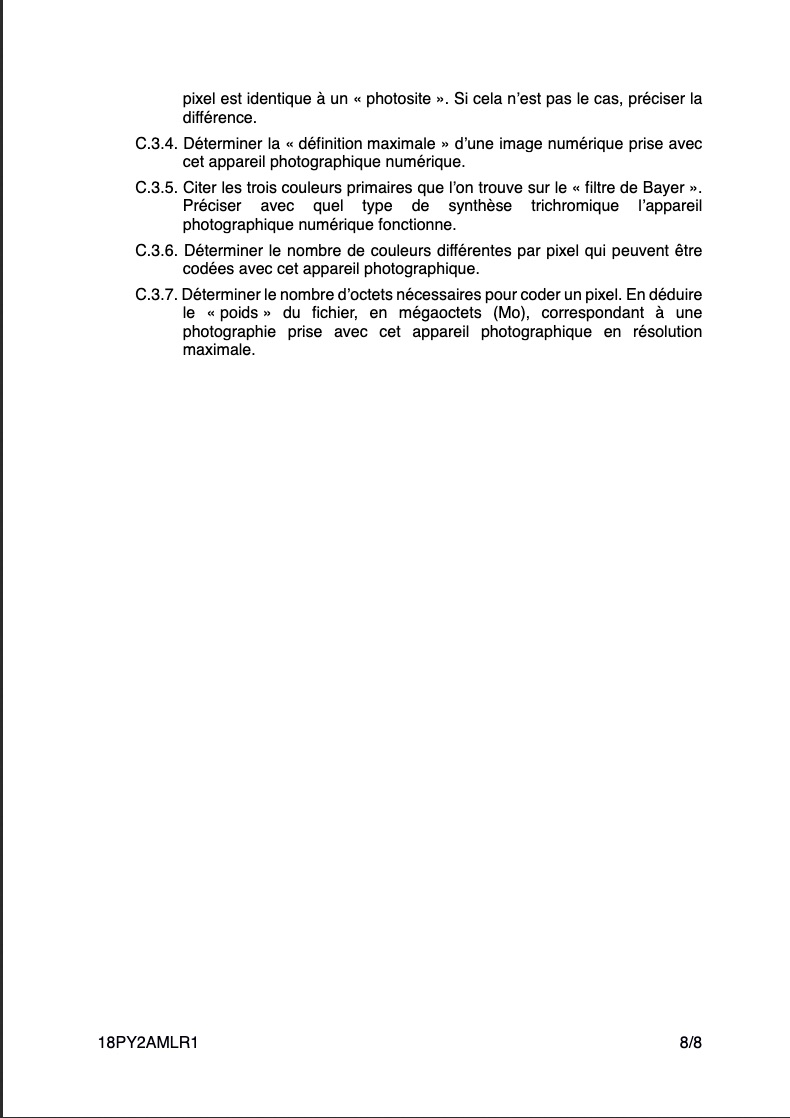 pixel est identique à un « photosite ». Si cela n’est pas le cas, préciser la
différence.
C.3.4. Déterminer la « définition maximale » d’une image numérique prise avec
cet appareil photographique numérique.
C.3.5. Citer les trois couleurs primaires que l’on trouve sur le « filtre de Bayer ».
Préciser avec quel type de synthèse trichromique l’appareil
photographique numérique fonctionne.
C.3.6. Déterminer le nombre de couleurs différentes par pixel qui peuvent être
codées avec cet appareil photographique.
C.3.7. Déterminer le nombre d’octets nécessaires pour coder un pixel. En déduire
le « poids » du fichier, en mégaoctets (Mo), correspondant à une
photographie prise avec cet appareil photographique en résolution
maximale.
18PY2AMLR1 8/8